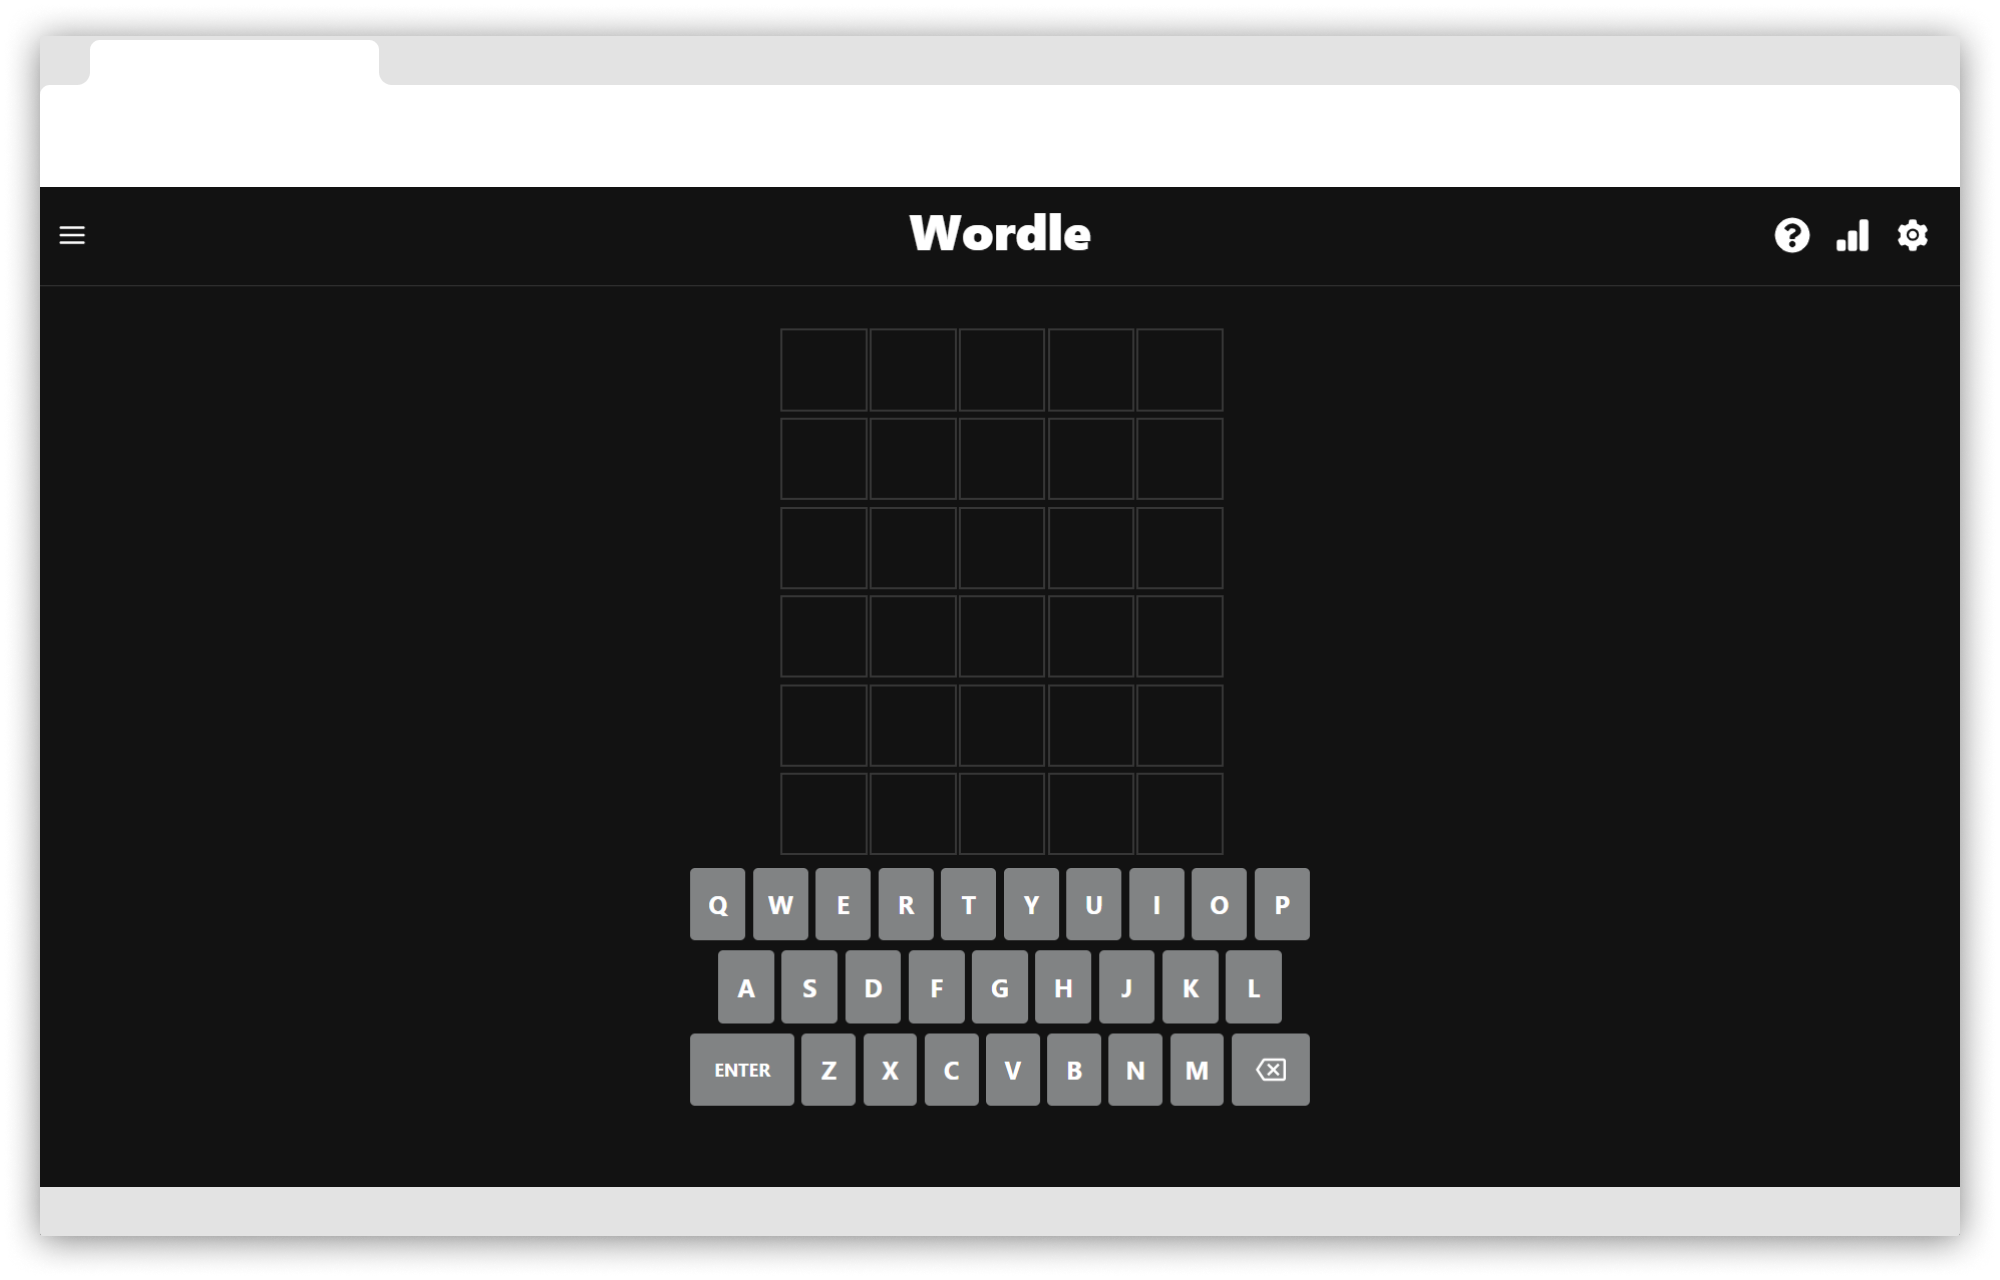 Wordle
Q W E R T Y U I O P
A S D F G H J K L
ENTER Z X C V B N M